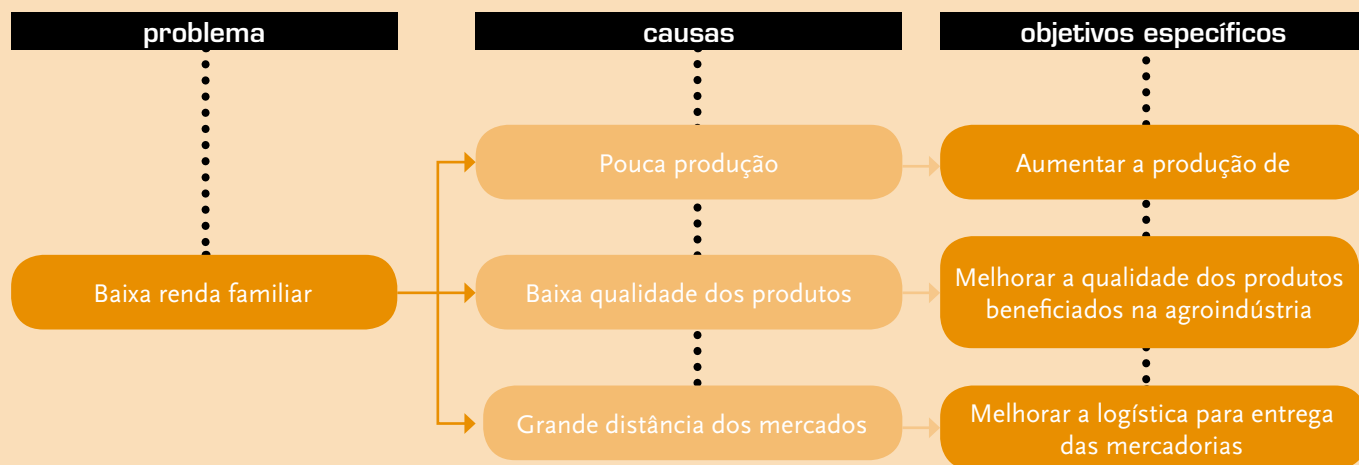 problema
causas
objetivos específicos
Pouca produção
Aumentar a produção de
Baixa renda familiar
Baixa qualidade dos produtos
Melhorar a qualidade dos produtos
beneficiados na agroindústria
Grande distância dos mercados
Melhorar a logística para entrega
das mercadorias